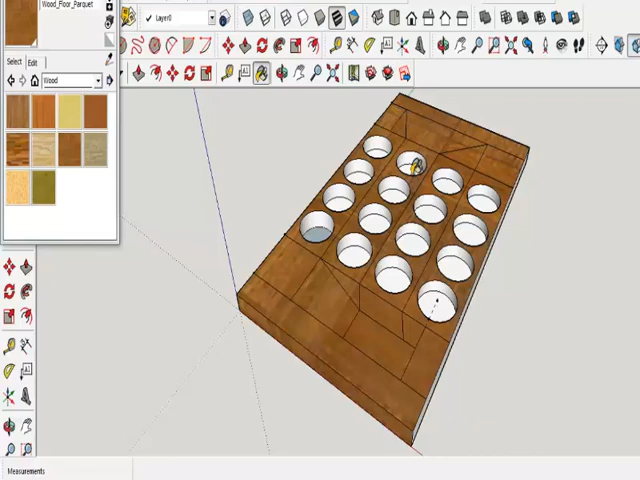 Wood_Floor_Parquet
Layer0
Select Edit
Wood
Measurements